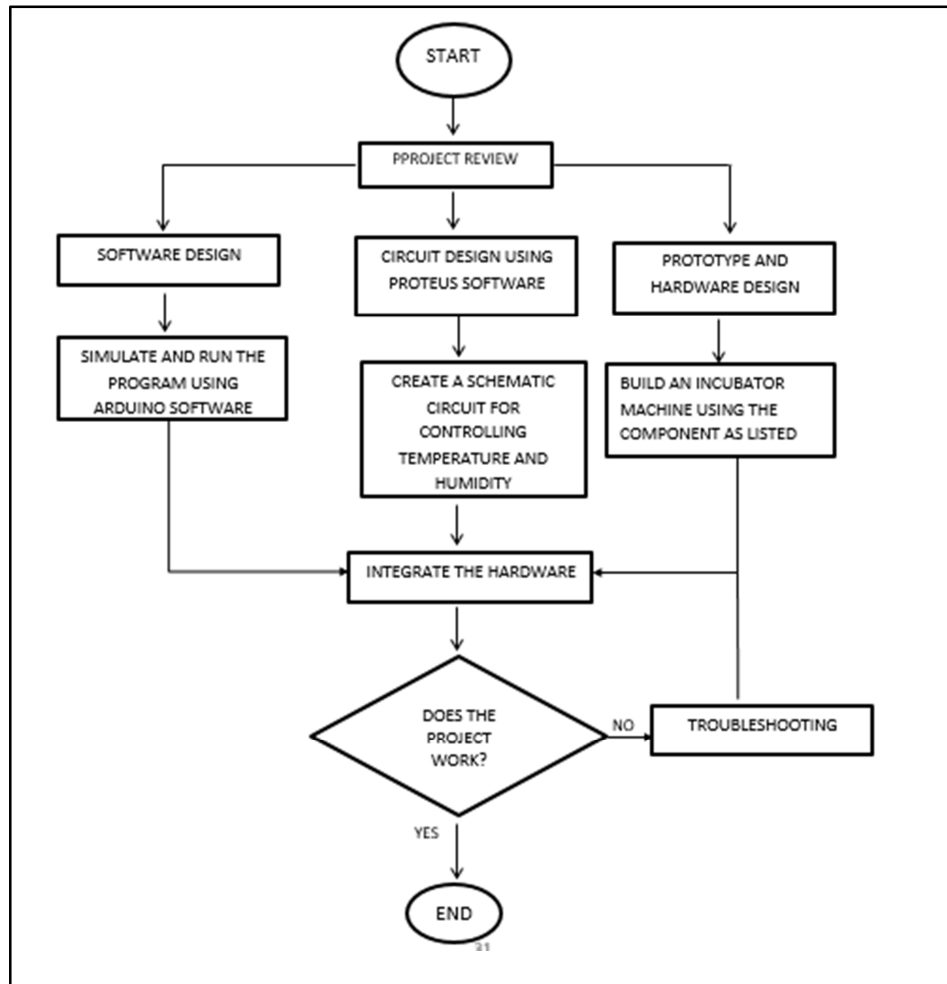 START
PPROJECT REVIEW
SOFTWARE DESIGN
CIRCUIT DESIGN USING
PROTEUS SOFTWARE
PROTOTYPE AND
HARDWARE DESIGN
SIMULATE AND RUN THE
PROGRAM USING
ARDUINO SOFTWARE
CREATE A SCHEMATIC
CIRCUIT FOR
CONTROLLING
TEMPERATURE AND
HUMIDITY
BUILD AN INCUBATOR
MACHINE USING THE
COMPONENT AS LISTED
INTEGRATE THE HARDWARE
DOES THE
PROJECT
WORK?
NO
TROUBLESHOOTING
YES
END
31